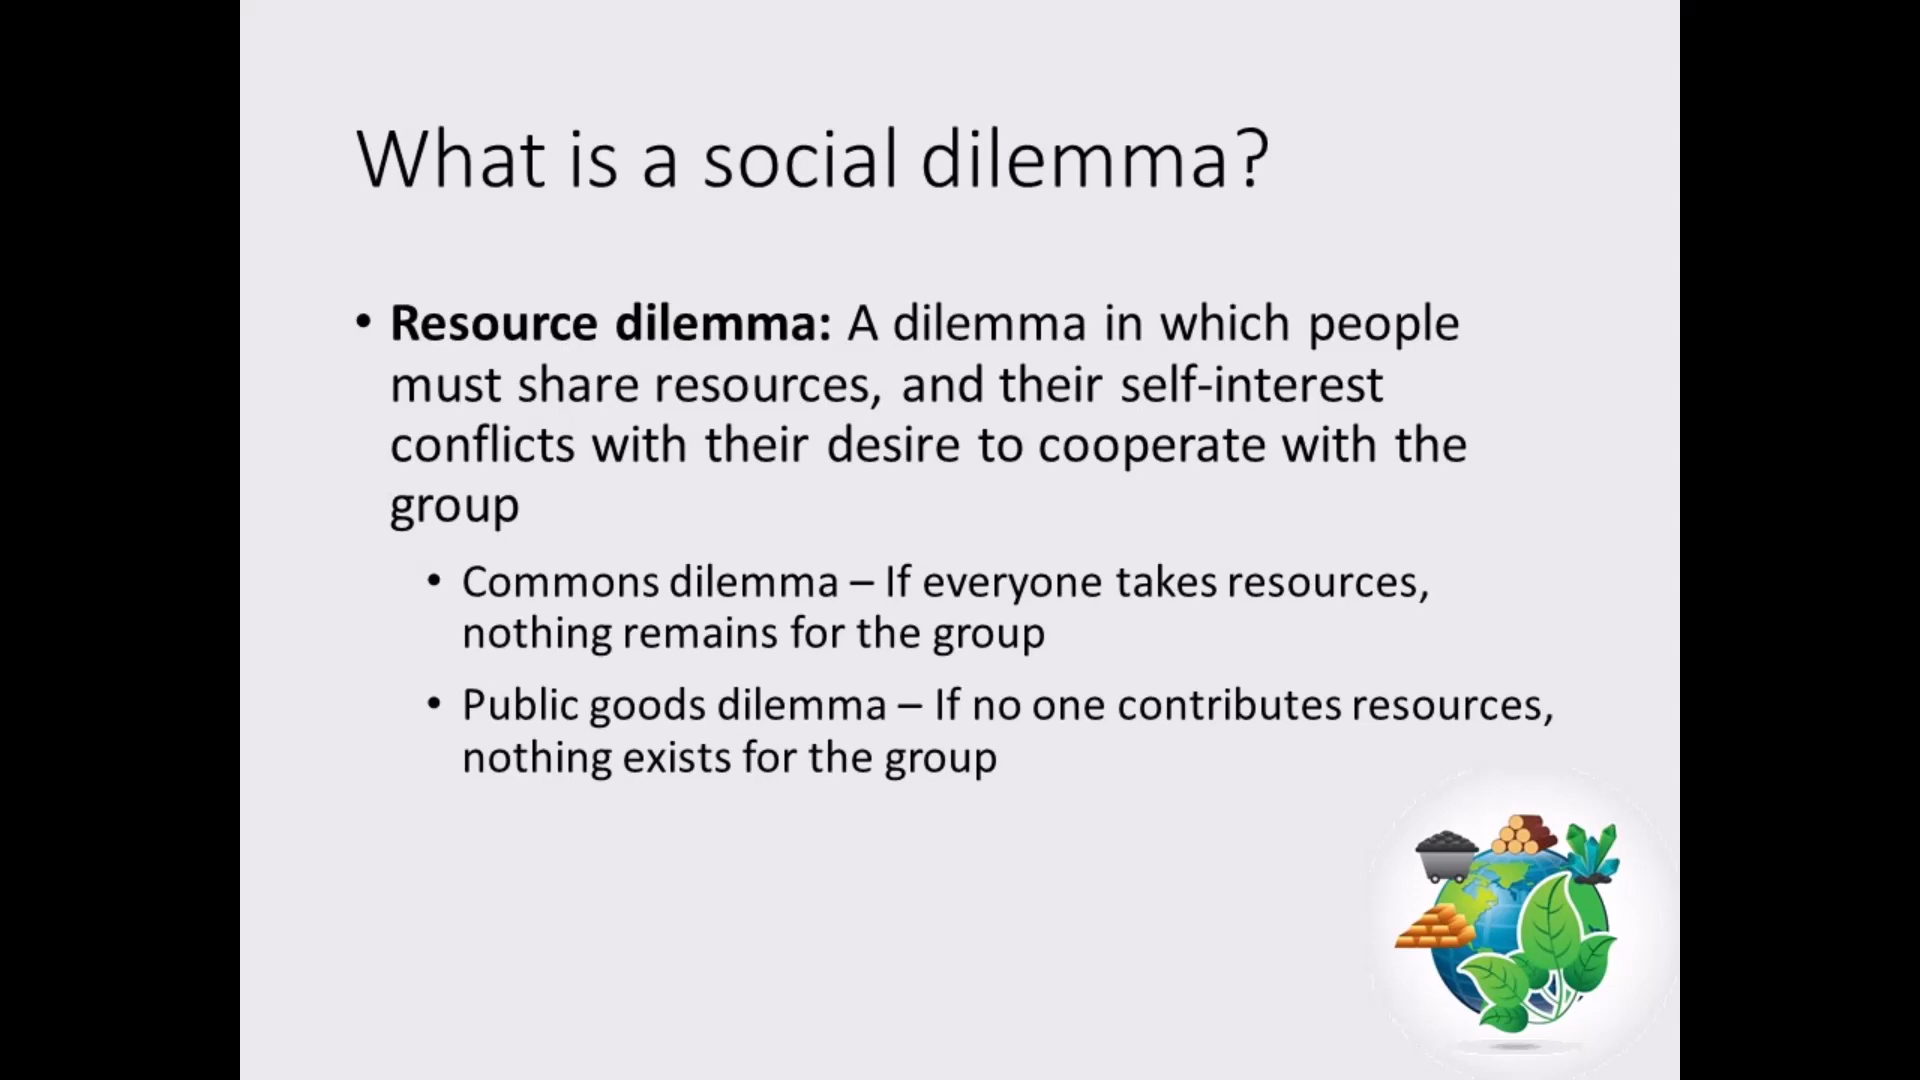 What is a social dilemma?
• Resource dilemma: A dilemma in which people
must share resources, and their self-interest
conflicts with their desire to cooperate with the
group
• Commons dilemma – If everyone takes resources,
nothing remains for the group
• Public goods dilemma – If no one contributes resources,
nothing exists for the group